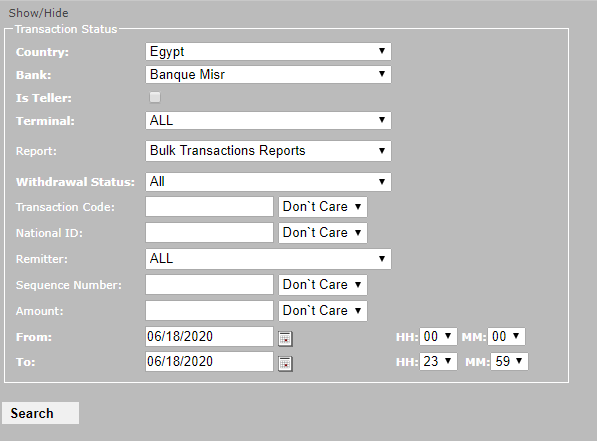 Show/Hide
Transaction Status
Country: Egypt
Bank: Banque Misr
Is Teller:
Terminal: ALL
Report: Bulk Transactions Reports
Withdrawal Status: All
Transaction Code: Don`t Care
National ID: Don`t Care
Remitter: ALL
Sequence Number: Don`t Care
Amount: Don`t Care
From: 06/18/2020 HH: 00 MM: 00
To: 06/18/2020 HH: 23 MM: 59
Search